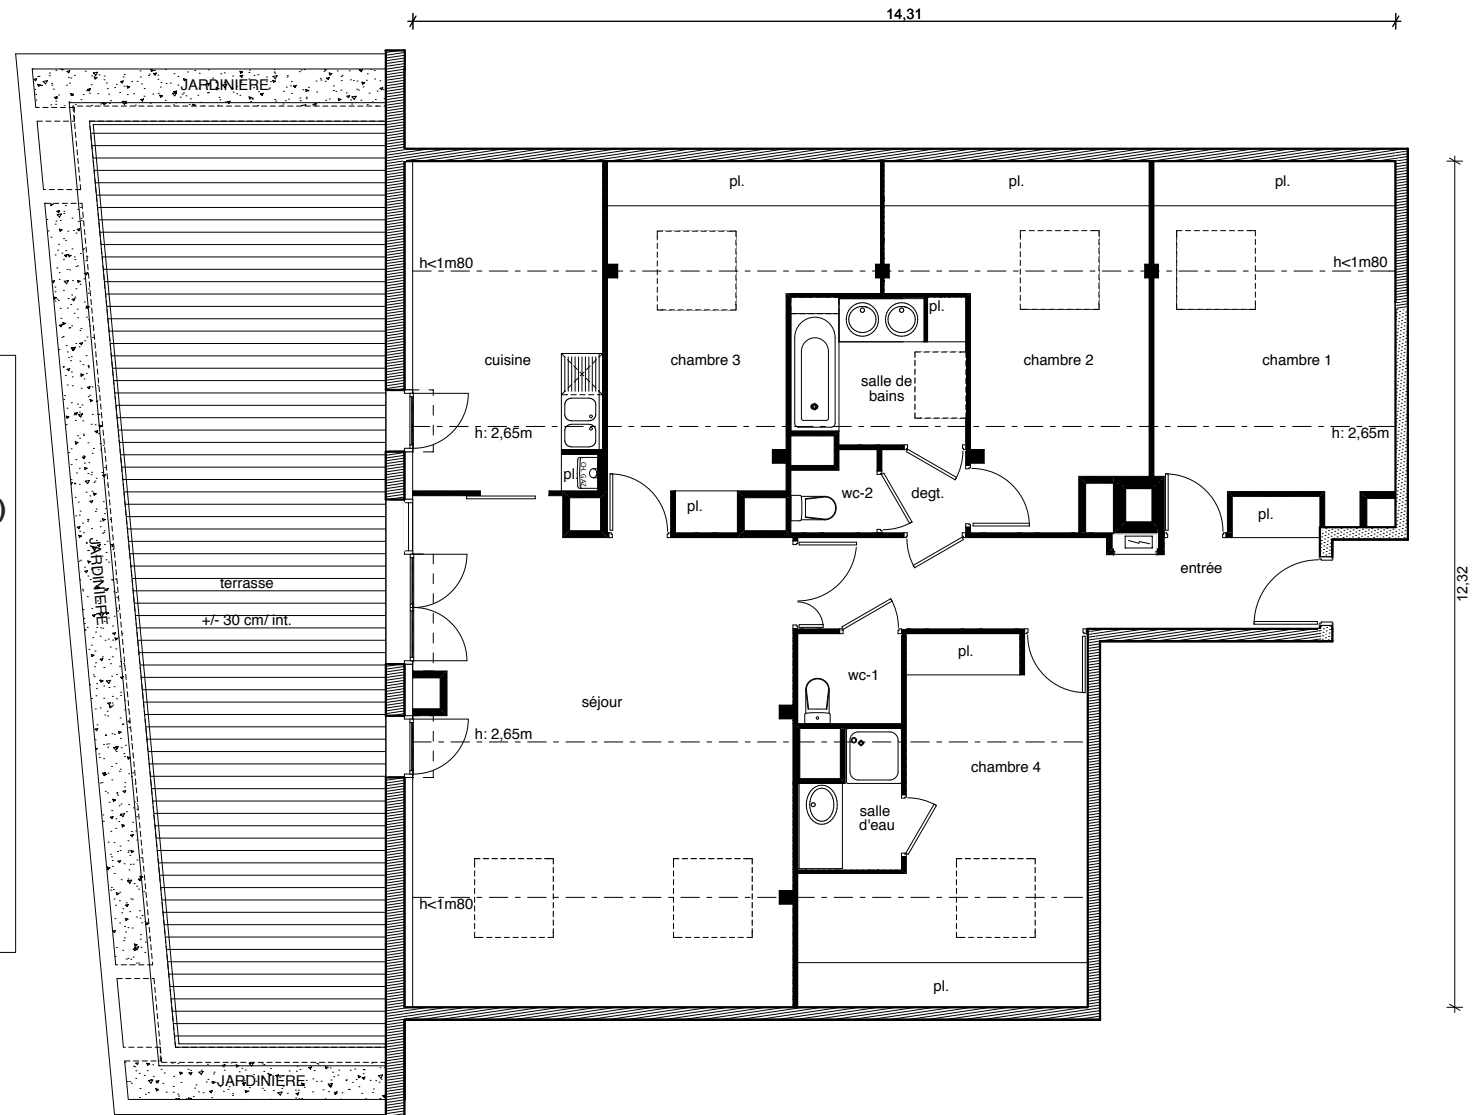 14,31
JARDINIERE
pl.
pl.
pl.
h<1m80
h<1m80
pl.
cuisine
chambre 3
chambre 2
chambre 1
salle de
bains
h: 2,65m
h: 2,65m
pl.
CH. GAZ
wc-2
degt.
pl.
pl.
)
JARDINIERE
terrasse
entrée
12,32
+/- 30 cm/ int.
pl.
wc-1
séjour
h: 2,65m
chambre 4
salle
d'eau
h<1m80
pl.
JARDINIERE